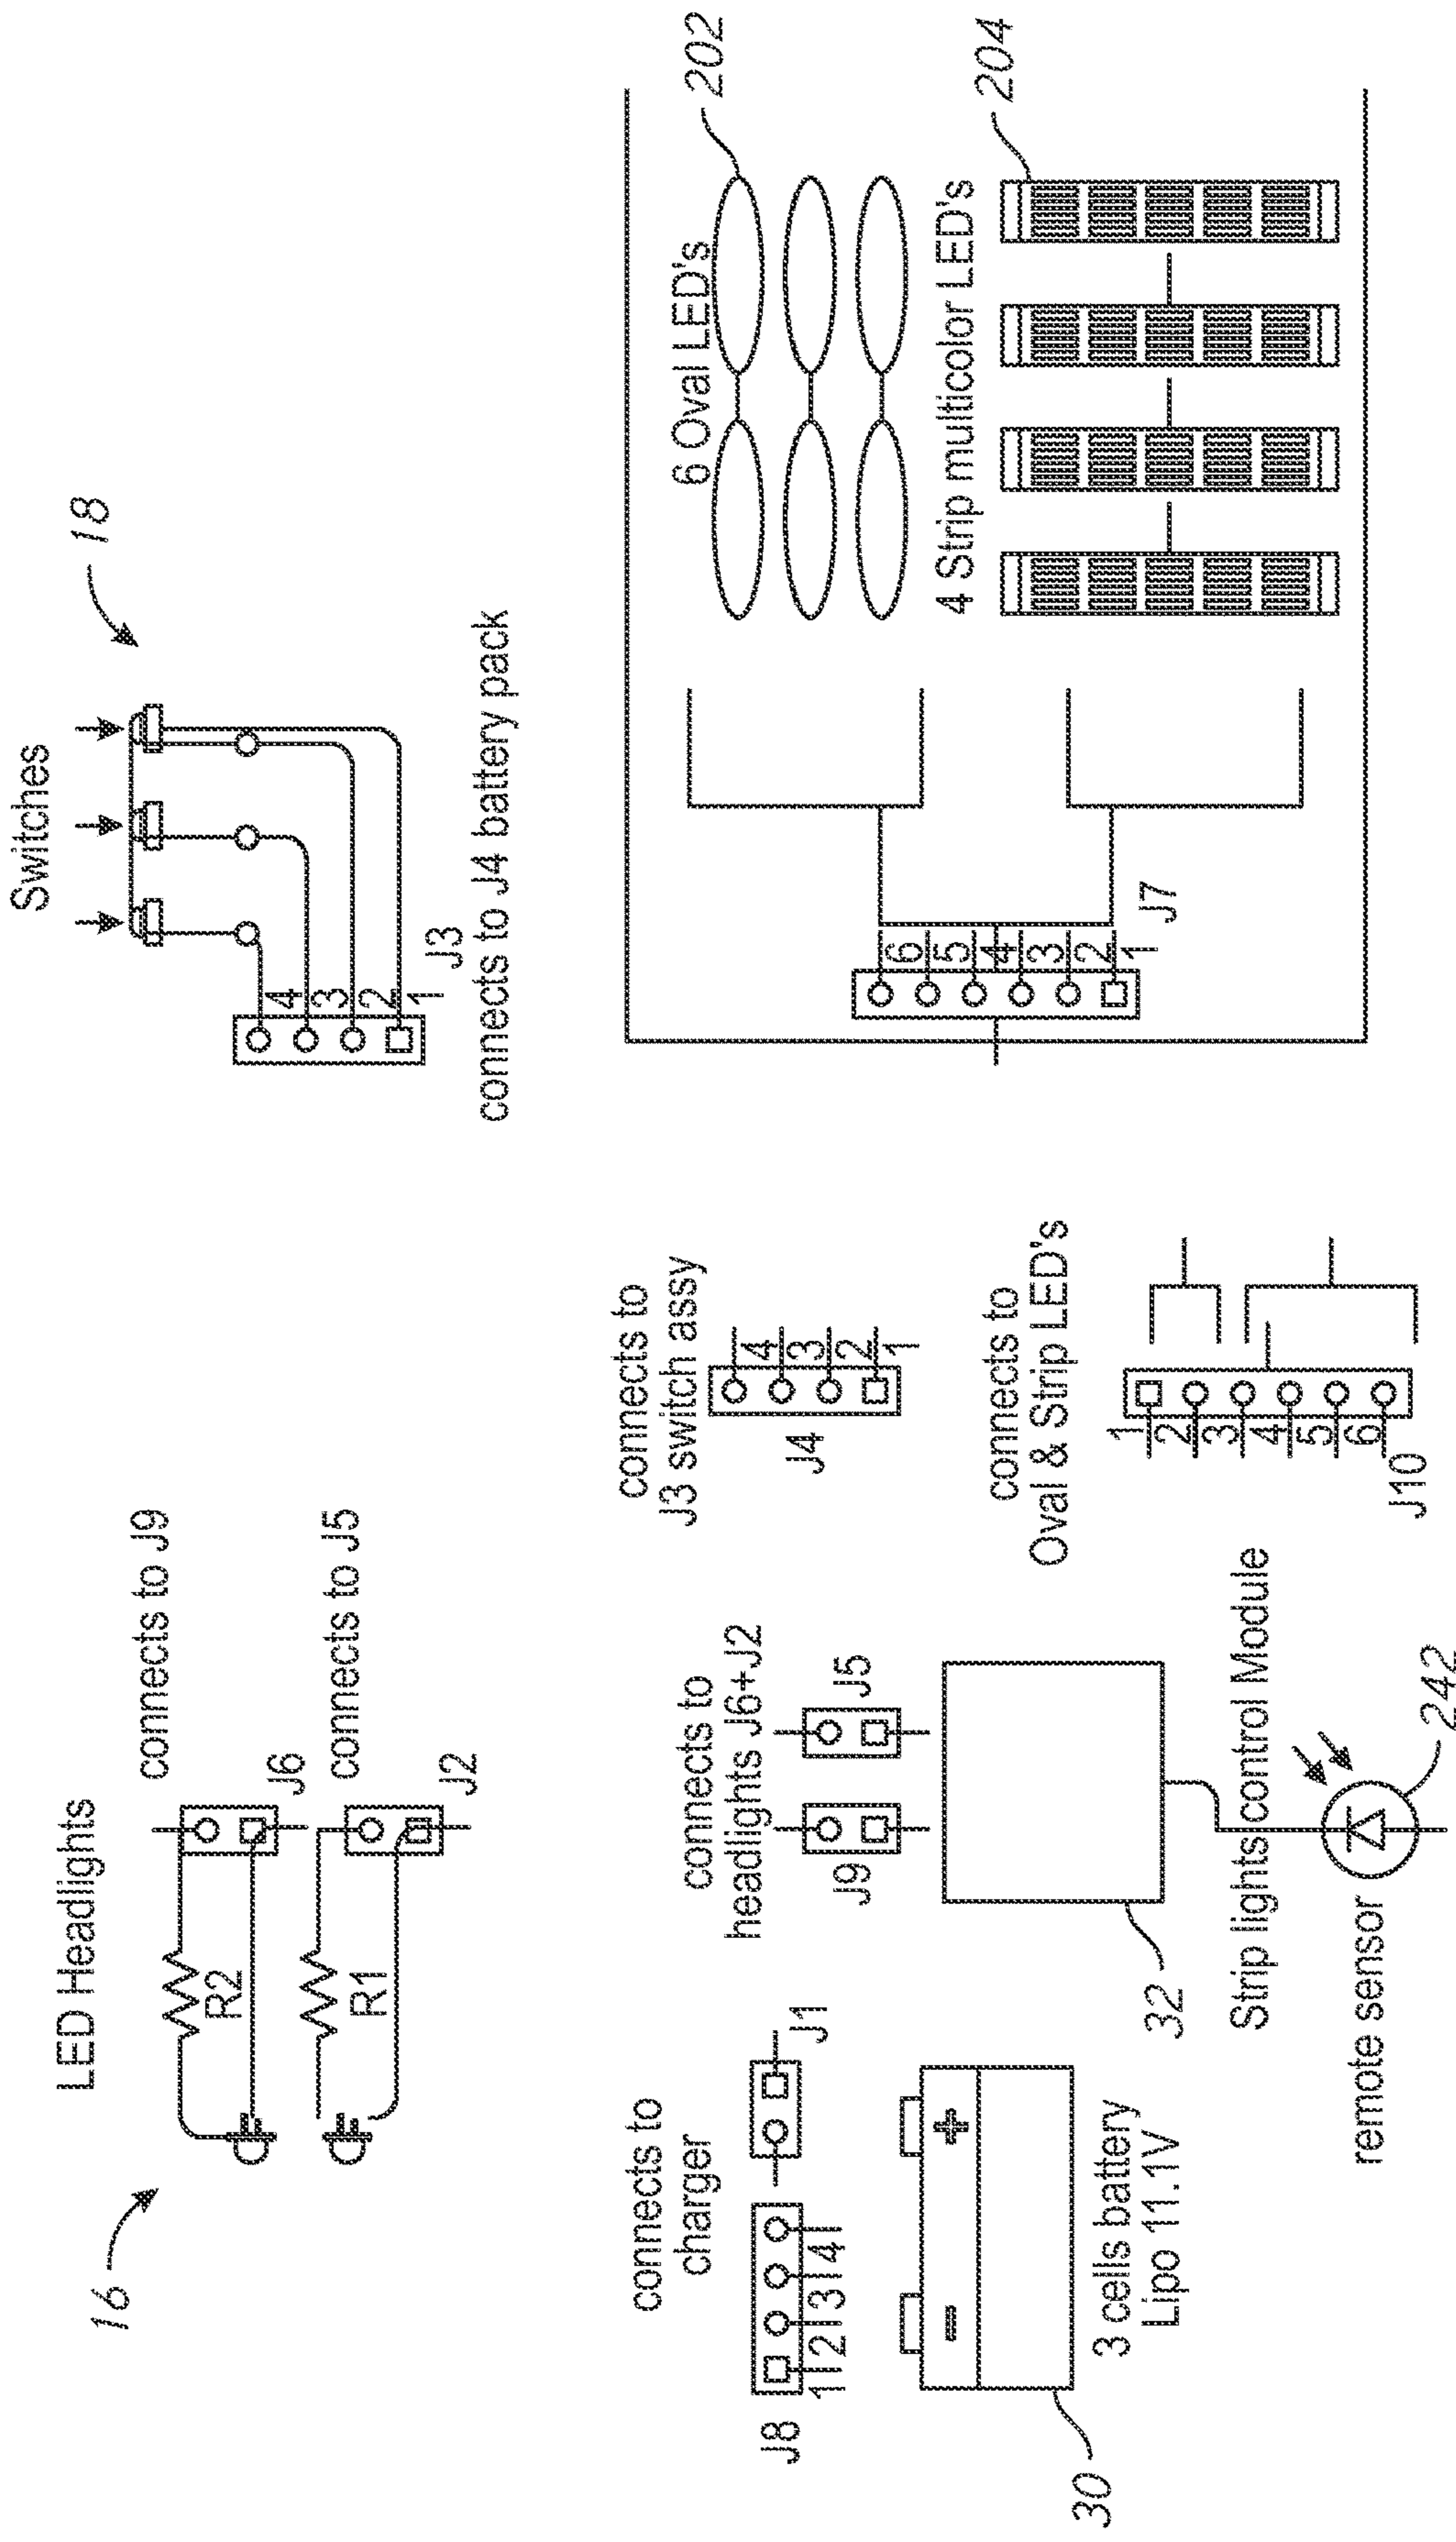 16
LED Headlights
R2
R1
connects to J9
J6
connects to J5
J2
Switches
18
4
3
2
1
J3
connects to J4 battery pack
connects to
charger
J8
1
2
3
4
J1
30
3 cells battery
Lipo 11.1V
connects to
headlights J6+J2
J9
J5
32
Strip lights control Module
remote sensor
242
connects to
J3 switch assy
J4
4
3
2
1
connects to
Oval & Strip LED's
1
2
3
4
5
6
J10
6
5
4
3
2
1
J7
6 Oval LED's
202
4 Strip multicolor LED's
204